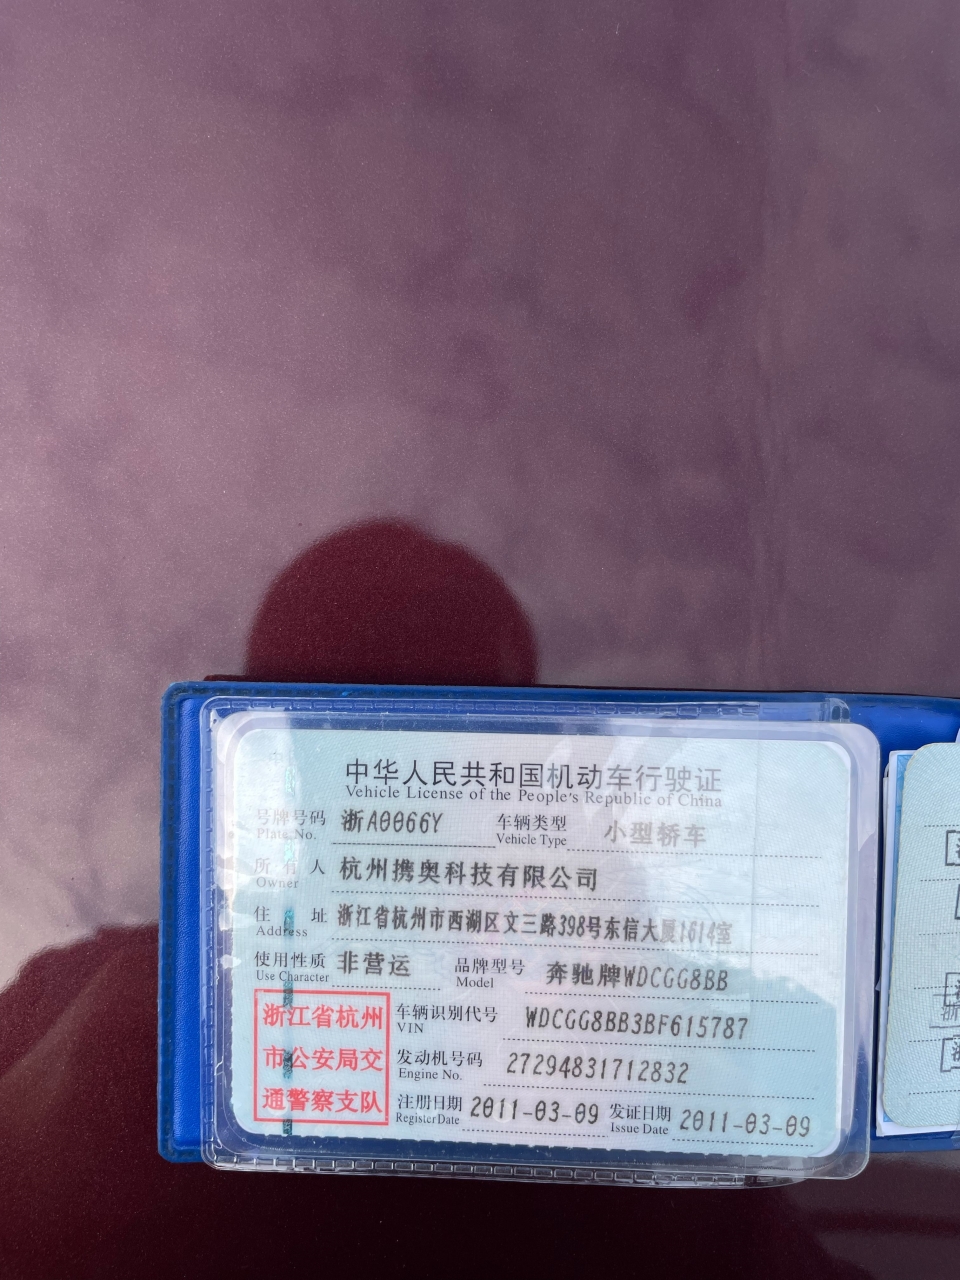 中华人民共和国机动车行驶证
Vehicle License of the People's Republic of China
号牌号码 浙A0066Y 车辆类型 小型轿车
Plate No. Vehicle Type
所有人 杭州携奥科技有限公司
Owner
住址 浙江省杭州市西湖区文三路398号东信大厦1614室
Address
使用性质 非营运 品牌型号 奔驰牌WDCGG8BB
Use Character Model
浙江省杭州
市公安局交
通警察支队
车辆识别代号 WDCGG8BB3BF615787
VIN
发动机号码 27294831712832
Engine No.
注册日期 2011-03-09 发证日期 2011-03-09
Register Date Issue Date